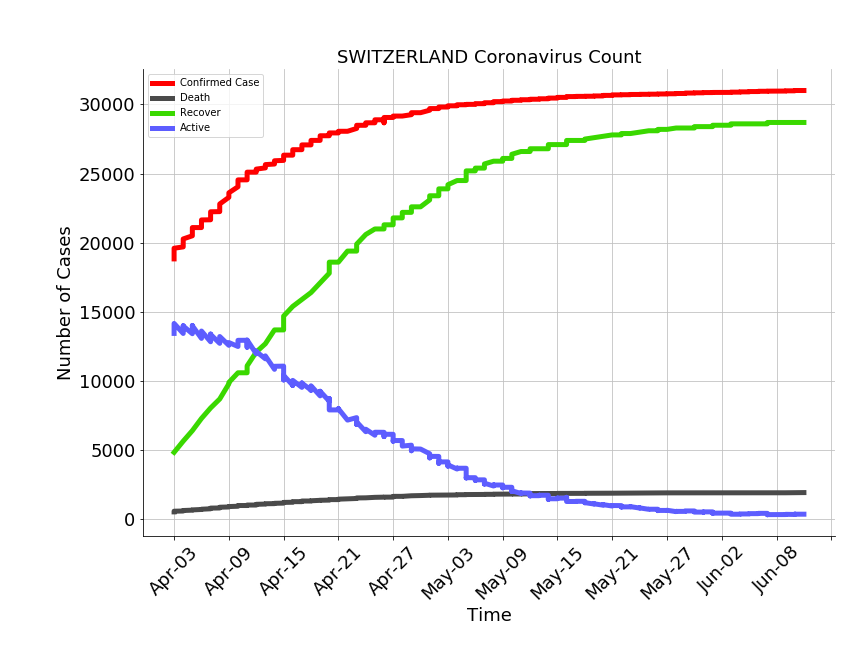 SWITZERLAND Coronavirus Count
Confirmed Case
Death
Recover
Active
Number of Cases
30000
25000
20000
15000
10000
5000
0
Apr-03
Apr-09
Apr-15
Apr-21
Apr-27
May-03
May-09
May-15
May-21
May-27
Jun-02
Jun-08
Time